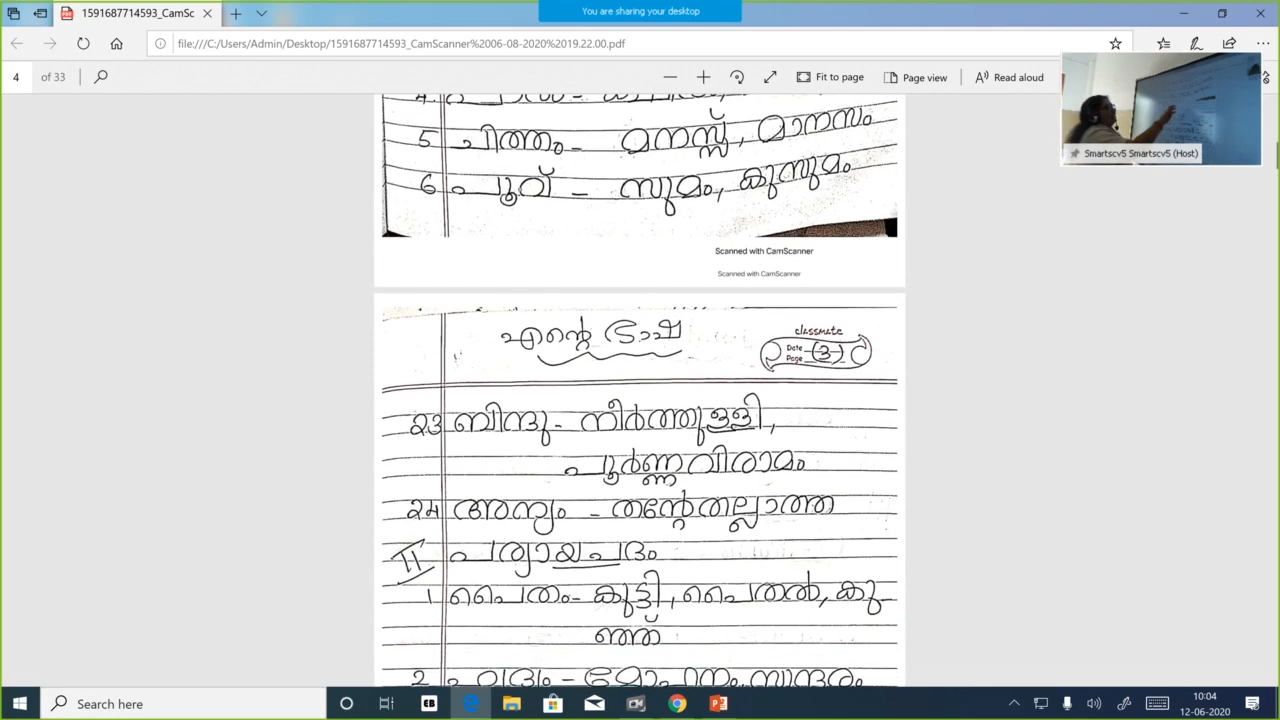 You are sharing your desktop
1591687714593_CamSc
file:///C:/Users/Admin/Desktop/1591687714593_CamScanner%2006-08-2020%2019.22.00.pdf
4 of 33
Fit to page
Page view
Read aloud
Smartscv5 Smartscv5 (Host)
5 ചിത്തം - മനസ്സ്, മാനസം
6 പൂവ് - സുമം, കുസുമം
Scanned with CamScanner
Scanned with CamScanner
എന്റെ ഭാഷ
classmate
Date
Page (3)
23 ബിന്ദു - നീർത്തുള്ളി,
പൂർണ്ണവിരാമം
24 അന്യം - തന്റേതല്ലാത്ത
II പര്യായപദം
1 പൈതം - കുട്ടി, പൈതൽ, കു-
ഞ്ഞ്
2
Search here
10:04
12-06-2020